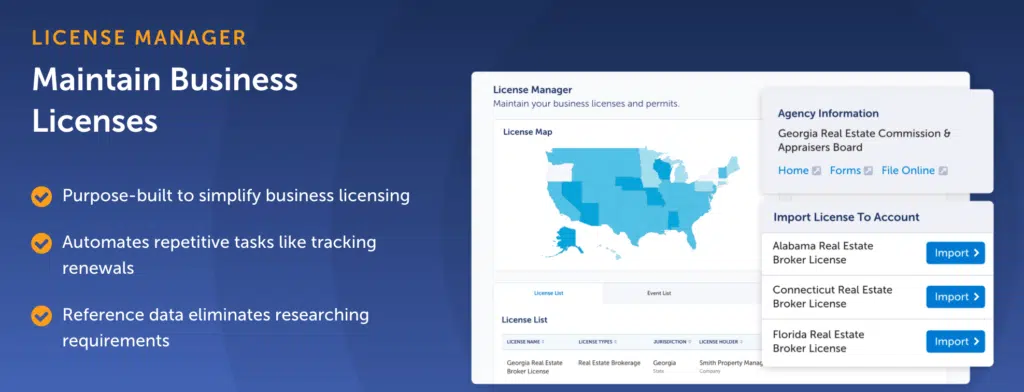 LICENSE MANAGER
Maintain Business
Licenses
Purpose-built to simplify business licensing
Automates repetitive tasks like tracking
renewals
Reference data eliminates researching
requirements
License Manager
Maintain your business licenses and permits.
License Map
License List
Event List
License List
LICENSE NAME
LICENSE TYPES
JURISDICTION
LICENSE HOLDER
Georgia Real Estate
Broker License
Real Estate Brokerage
Georgia
State
Smith Property Manag
Company
Agency Information
Georgia Real Estate Commission &
Appraisers Board
Home Forms File Online
Import License To Account
Alabama Real Estate
Broker License
Import
Connecticut Real Estate
Broker License
Import
Florida Real Estate
Broker License
Import